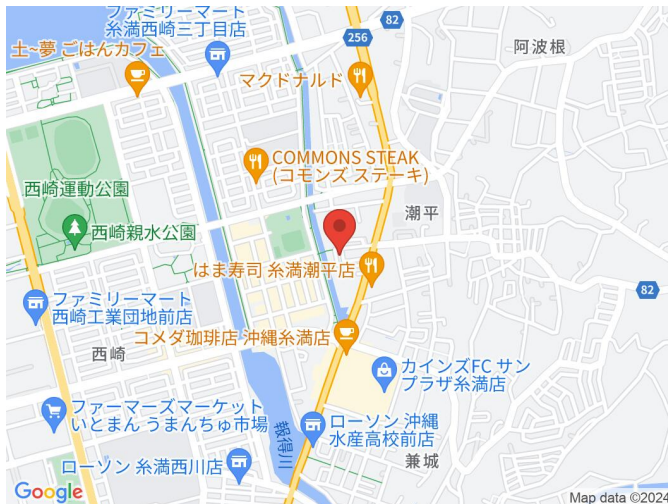 ファミリーマート
糸満西崎三丁目店
82
土~夢 ごはんカフェ
256
阿波根
マクドナルド
COMMONS STEAK
(コモンズ ステーキ)
西崎運動公園
潮平
西崎親水公園
はま寿司 糸満潮平店
82
ファミリーマート
西崎工業団地前店
コメダ珈琲店 沖縄糸満店
西崎
カインズFC サン
プラザ糸満店
ファーマーズマーケット
いとまん うまんちゅ市場
報得川
ローソン 沖縄
水産高校前店
兼城
ローソン 糸満西川店
Google
Map data ©2024